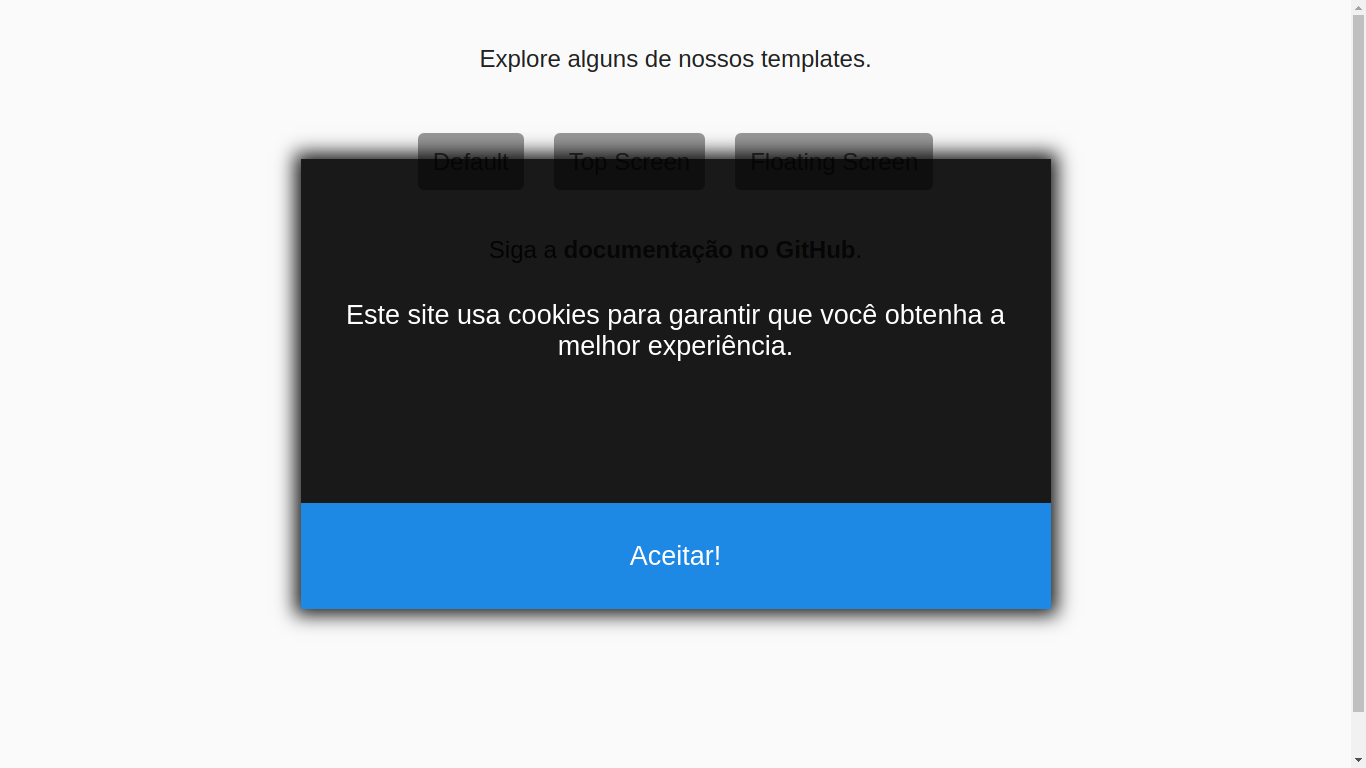 Explore alguns de nossos templates.
Default Top Screen Floating Screen
Siga a documentação no GitHub.
Este site usa cookies para garantir que você obtenha a
melhor experiência.
Aceitar!